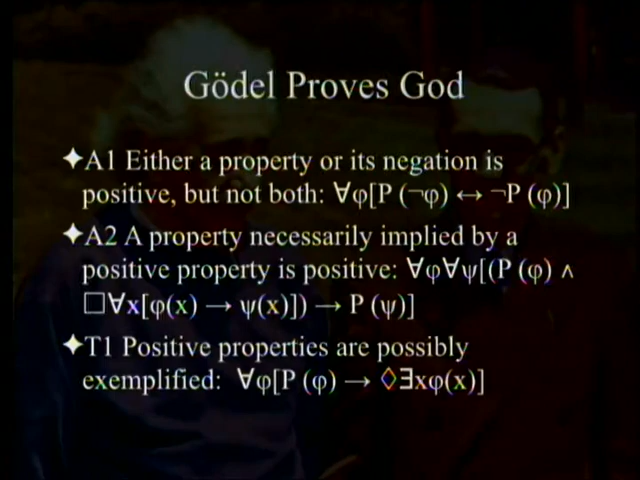 Gödel Proves God
✦A1 Either a property or its negation is
positive, but not both: ∀φ[P (¬φ) ↔ ¬P (φ)]
✦A2 A property necessarily implied by a
positive property is positive: ∀φ∀ψ[(P (φ) ∧
□∀x[φ(x) → ψ(x)]) → P (ψ)]
✦T1 Positive properties are possibly
exemplified: ∀φ[P (φ) → ◊∃xφ(x)]